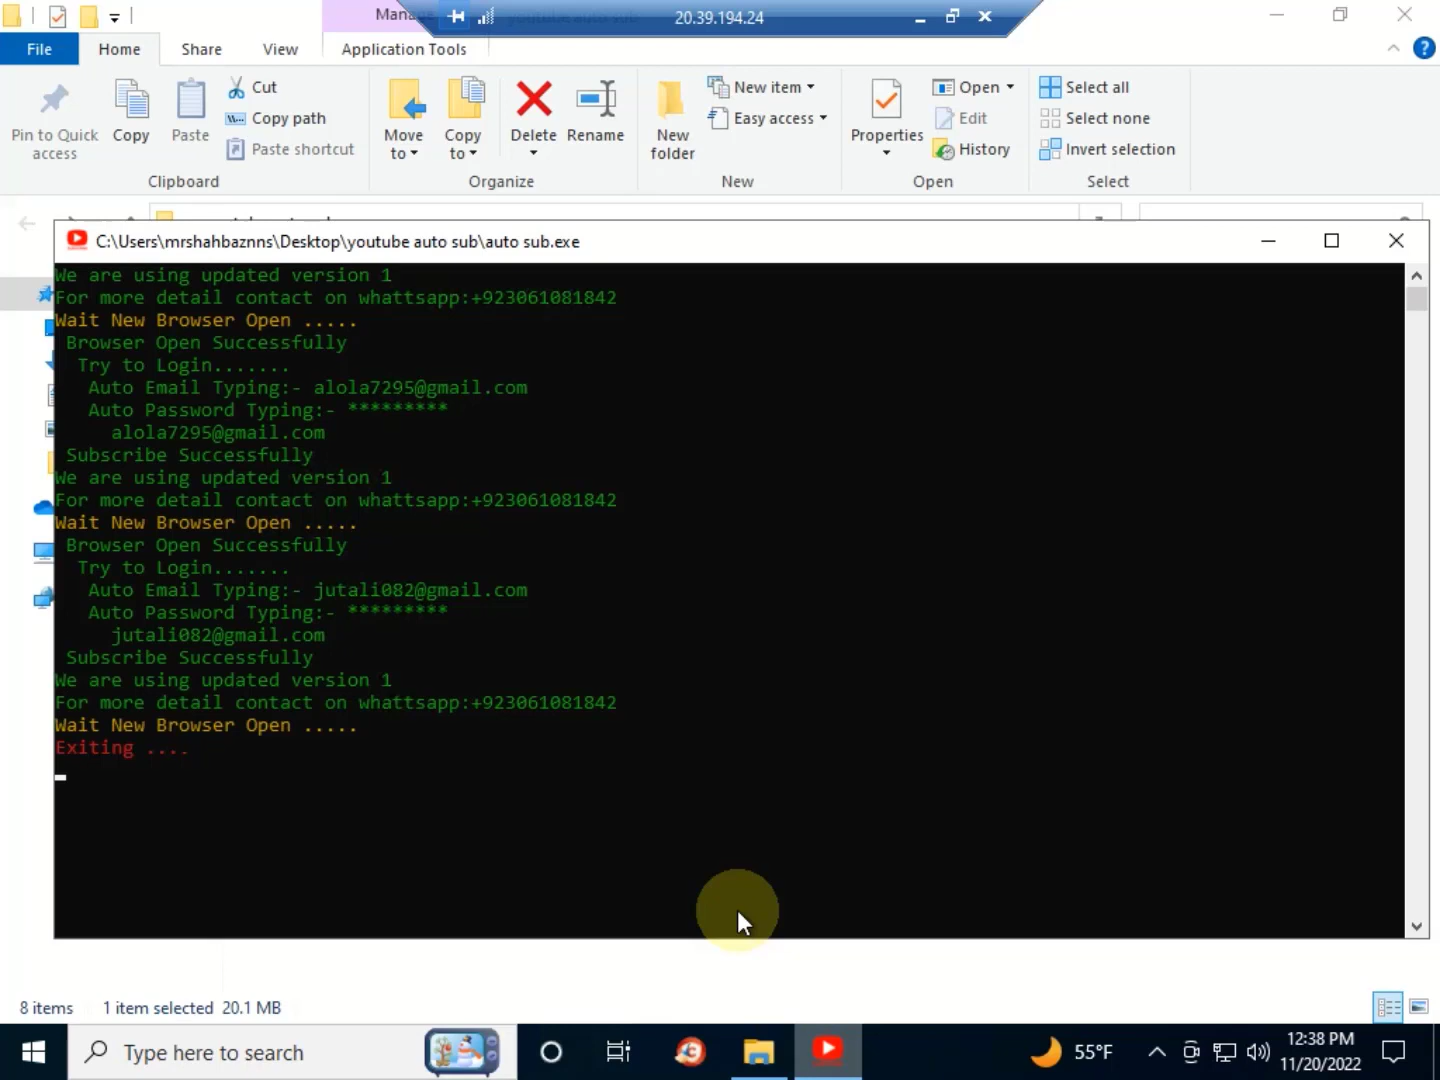 Mana
20.39.194.24
File
Home
Share
View
Application Tools
Pin to Quick access
Copy
Paste
Cut
Copy path
Paste shortcut
Clipboard
Move to
Copy to
Delete
Rename
Organize
New folder
New item
Easy access
New
Properties
Open
Edit
History
Open
Select all
Select none
Invert selection
Select
C:\Users\mrshahbaznns\Desktop\youtube auto sub\auto sub.exe
We are using updated version 1
For more detail contact on whattsapp:+923061081842
Wait New Browser Open .....
Browser Open Successfully
Try to Login.......
Auto Email Typing:- alola7295@gmail.com
Auto Password Typing:- *********
alola7295@gmail.com
Subscribe Successfully
We are using updated version 1
For more detail contact on whattsapp:+923061081842
Wait New Browser Open .....
Browser Open Successfully
Try to Login.......
Auto Email Typing:- jutali082@gmail.com
Auto Password Typing:- *********
jutali082@gmail.com
Subscribe Successfully
We are using updated version 1
For more detail contact on whattsapp:+923061081842
Wait New Browser Open .....
Exiting ....
8 items
1 item selected 20.1 MB
Type here to search
55°F
12:38 PM
11/20/2022